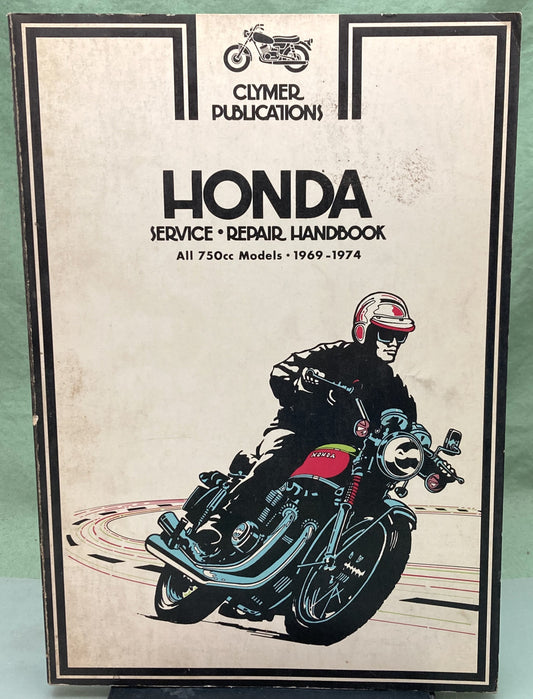 CLYMER
PUBLICATIONS
HONDA
SERVICE • REPAIR HANDBOOK
All 750cc Models • 1969-1974
HONDA